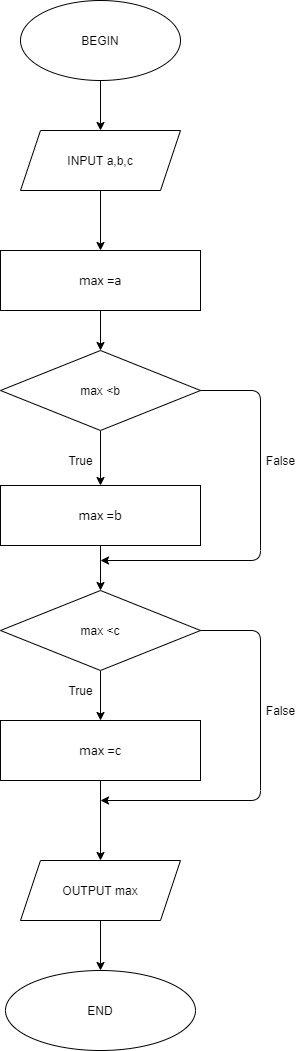 BEGIN
INPUT a,b,c
max =a
max <b
True
False
max =b
max <c
True
False
max =c
OUTPUT max
END